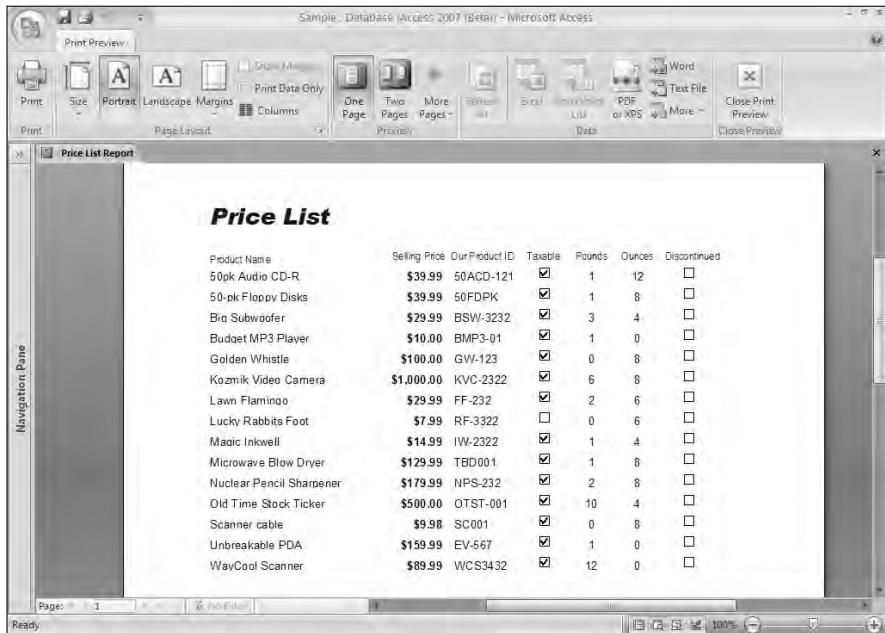 Sample : Database (Access 2007 (Beta)) - Microsoft Access
Print Preview
Print
Size
Portrait
Landscape
Margins
Show Margins
Print Data Only
Columns
One Page
Two Pages
More Pages
Refresh All
Excel
SharePoint List
PDF or XPS
Word
Text File
More
Close Print Preview
Print
Page Layout
Preview
Data
Close Preview
Price List Report
Navigation Pane
Price List
Product Name Selling Price Our Product ID Taxable Pounds Ounces Discontinued
50pk Audio CD-R $39.99 50ACD-121 1 12
50-pk Floppy Disks $39.99 50FDPK 1 8
Big Subwoofer $29.99 BSW-3232 3 4
Budget MP3 Player $10.00 BMP3-01 1 0
Golden Whistle $100.00 GW-123 0 8
Kozmik Video Camera $1,000.00 KVC-2322 6 8
Lawn Flamingo $29.99 FF-232 2 6
Lucky Rabbits Foot $7.99 RF-3322 0 6
Magic Inkwell $14.99 IW-2322 1 4
Microwave Blow Dryer $129.99 TBD001 1 8
Nuclear Pencil Sharpener $179.99 NPS-232 2 8
Old Time Stock Ticker $500.00 OTST-001 10 4
Scanner cable $9.98 SC001 0 8
Unbreakable PDA $159.99 EV-567 1 0
WayCool Scanner $89.99 WCS3432 12 0
Page: 1 No Filter
Ready 100%